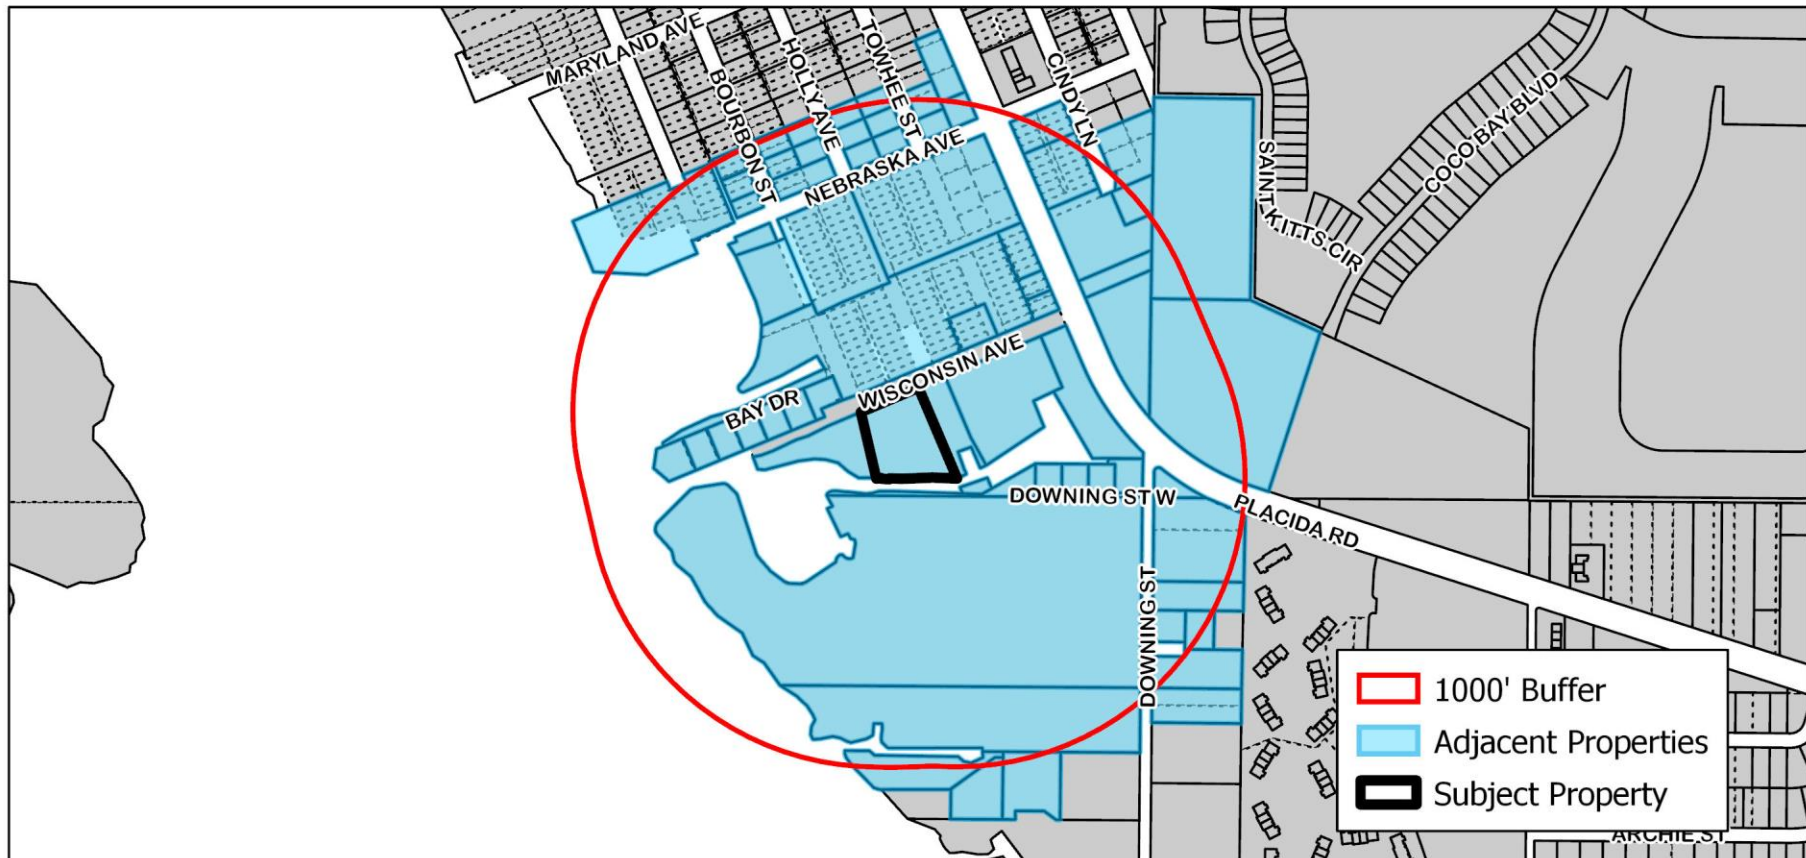 MARYLAND AVE
BOURBON ST
HOLLY AVE
TOWHEE ST
CINDY LN
NEBRASKA AVE
SAINT KITTS CIR
COCO BAY BLVD
WISCONSIN AVE
BAY DR
DOWNING ST W
PLACIDA RD
DOWNING ST
1000' Buffer
Adjacent Properties
Subject Property
ARCHIE ST